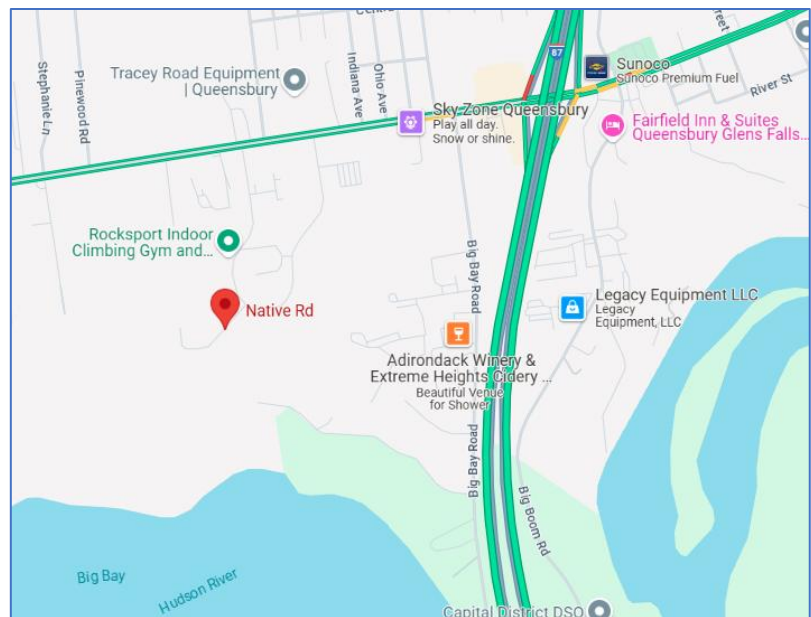 Central
87
Street
Sunoco
Sunoco Premium Fuel
River St
Tracey Road Equipment
| Queensbury
Stephanie Ln
Pinewood Rd
Indiana Ave
Ohio Ave
Sky Zone Queensbury
Play all day.
Snow or shine.
Fairfield Inn & Suites
Queensbury Glens Falls...
Rocksport Indoor
Climbing Gym and...
Native Rd
Big Bay Road
Legacy Equipment LLC
Legacy
Equipment, LLC
Adirondack Winery &
Extreme Heights Cidery ...
Beautiful Venue
for Shower
Big Bay Road
Big Boom Rd
Big Bay
Hudson River
Capital District DSO